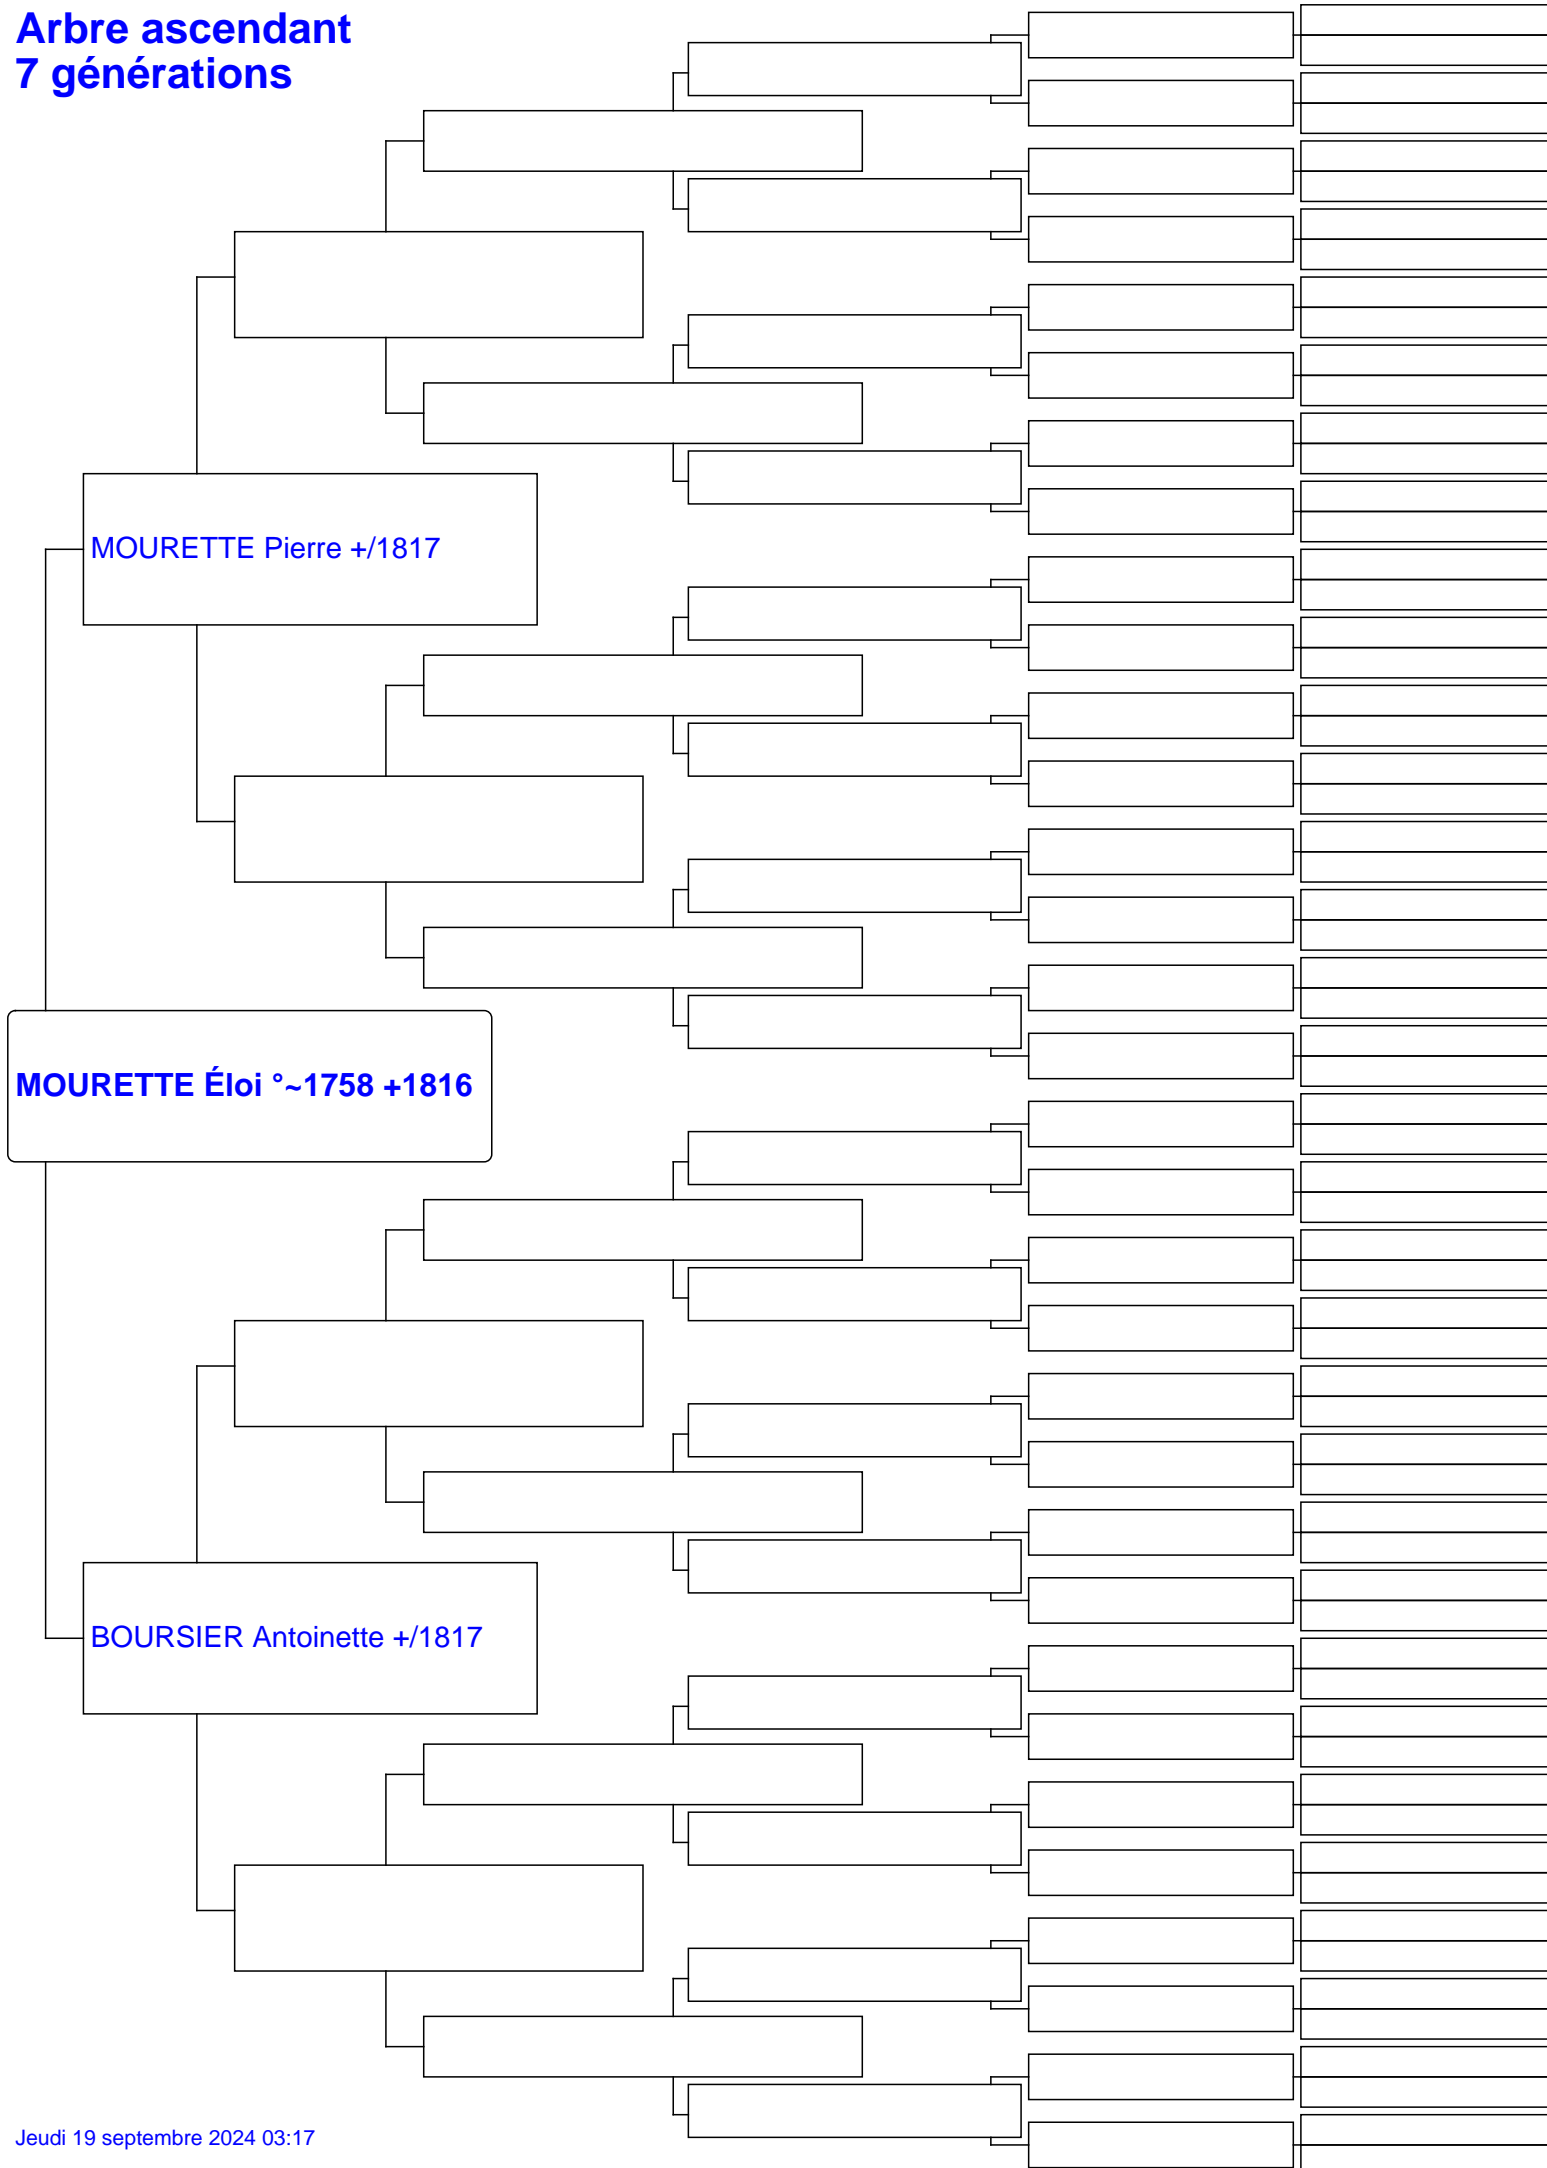 Arbre ascendant
7 générations
MOURETTE Pierre +/1817
MOURETTE Éloi °~1758 +1816
BOURSIER Antoinette +/1817
Jeudi 19 septembre 2024 03:17